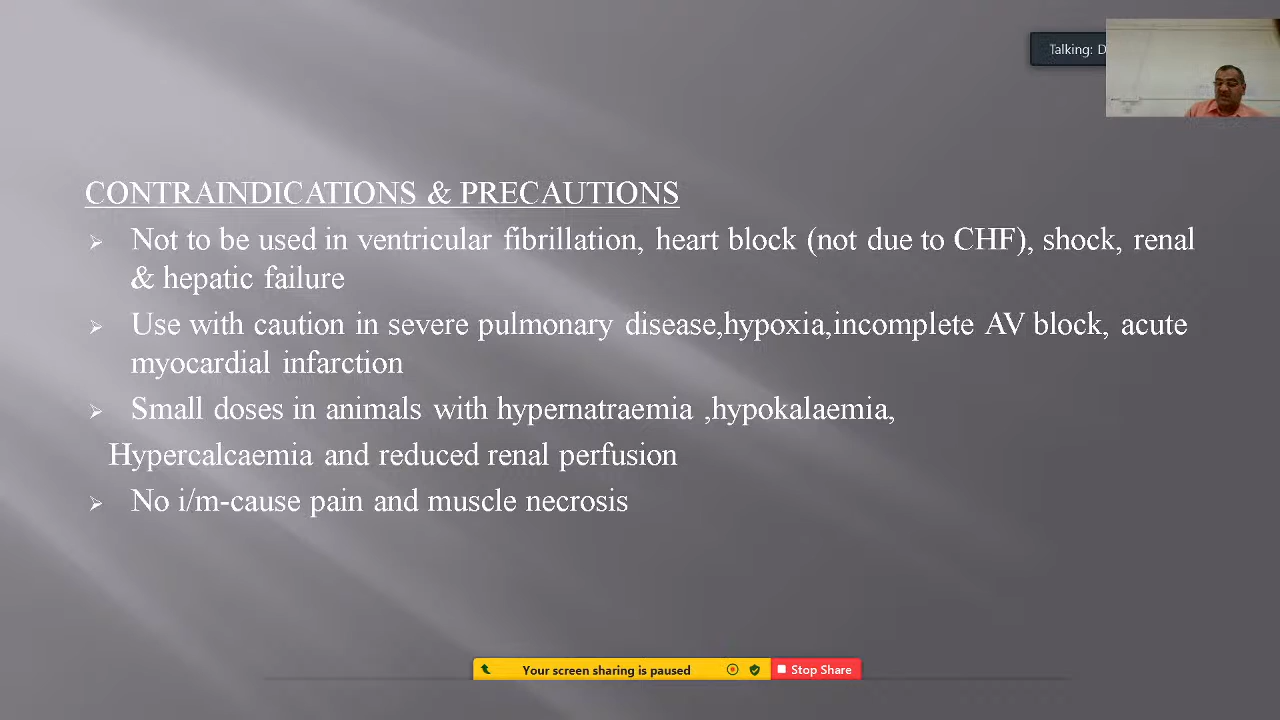 Talking: D
CONTRAINDICATIONS & PRECAUTIONS
Not to be used in ventricular fibrillation, heart block (not due to CHF), shock, renal
& hepatic failure
Use with caution in severe pulmonary disease,hypoxia,incomplete AV block, acute
myocardial infarction
Small doses in animals with hypernatraemia ,hypokalaemia,
Hypercalcaemia and reduced renal perfusion
No i/m-cause pain and muscle necrosis
Your screen sharing is paused
Stop Share